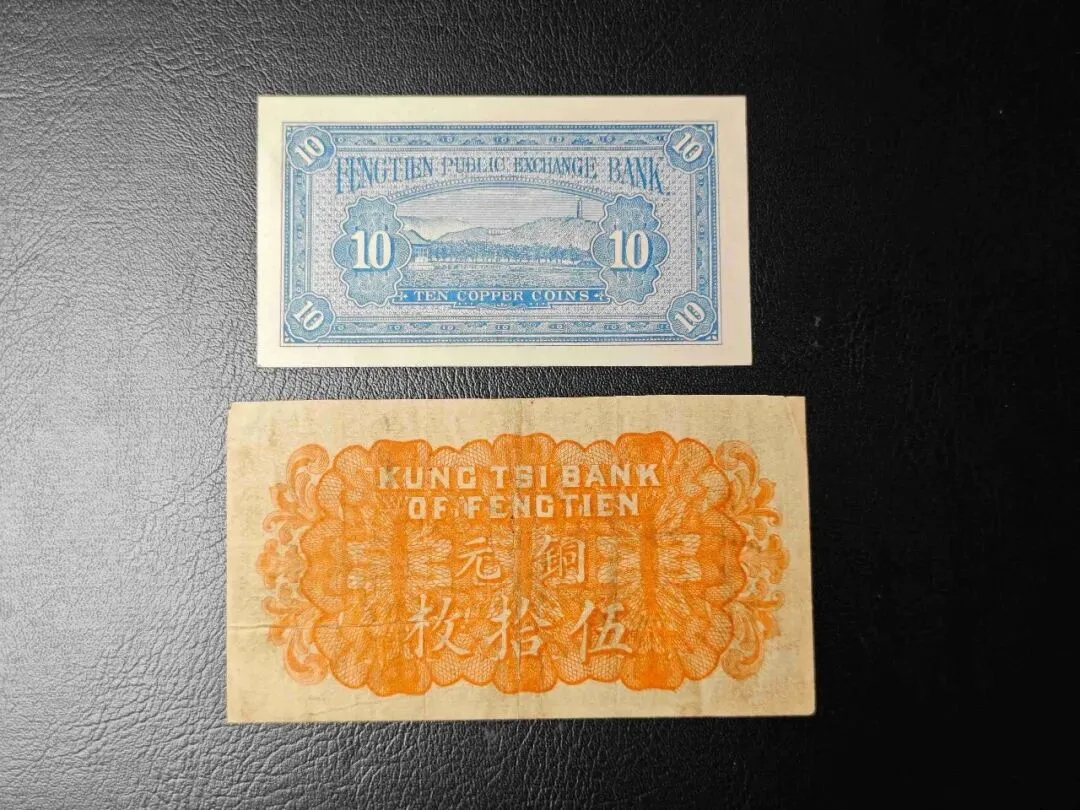 10 10
FENGTIEN PUBLIC EXCHANGE BANK.
10 10
TEN COPPER COINS
10 10
KUNG TSI BANK
OF FENGTIEN
元銅
枚拾伍